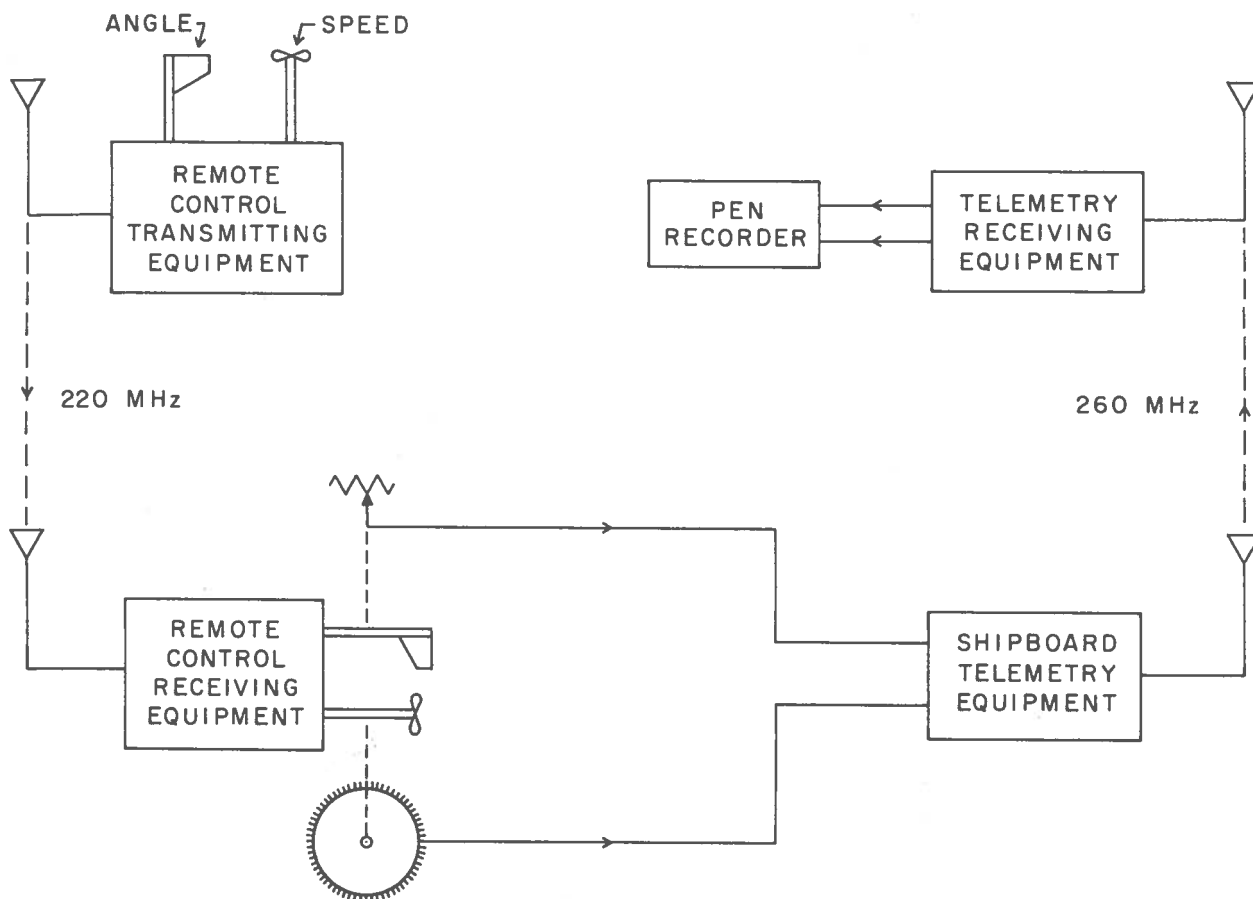 ANGLE
SPEED
REMOTE
CONTROL
TRANSMITTING
EQUIPMENT
PEN
RECORDER
TELEMETRY
RECEIVING
EQUIPMENT
220 MHz
260 MHz
REMOTE
CONTROL
RECEIVING
EQUIPMENT
SHIPBOARD
TELEMETRY
EQUIPMENT